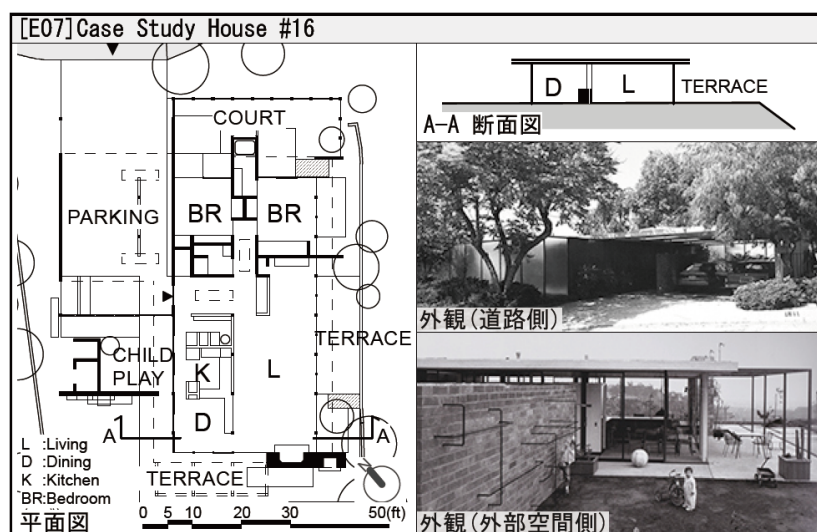 [E07]Case Study House #16
COURT
PARKING
BR
BR
TERRACE
CHILD
PLAY
K
L
D
A
A
TERRACE
L :Living
D :Dining
K :Kitchen
BR:Bedroom
平面図
0 5 10 20 30 50(ft)
N
D
L
TERRACE
A-A 断面図
外観(道路側)
外観(外部空間側)